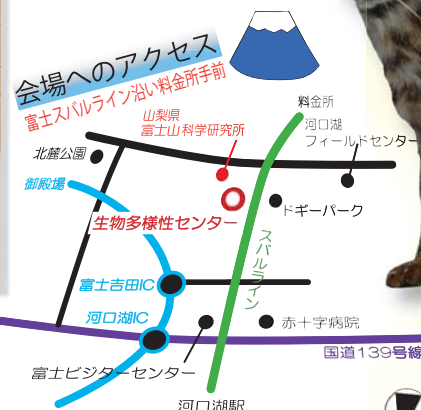 会場へのアクセス
富士スバルライン沿い料金所手前
料金所
山梨県
富士山科学研究所
河口湖
フィールドセンター
北麓公園
御殿場
ドギーパーク
生物多様性センター
スバルライン
富士吉田IC
河口湖IC
赤十字病院
国道139号線
富士ビジターセンター
河口湖駅